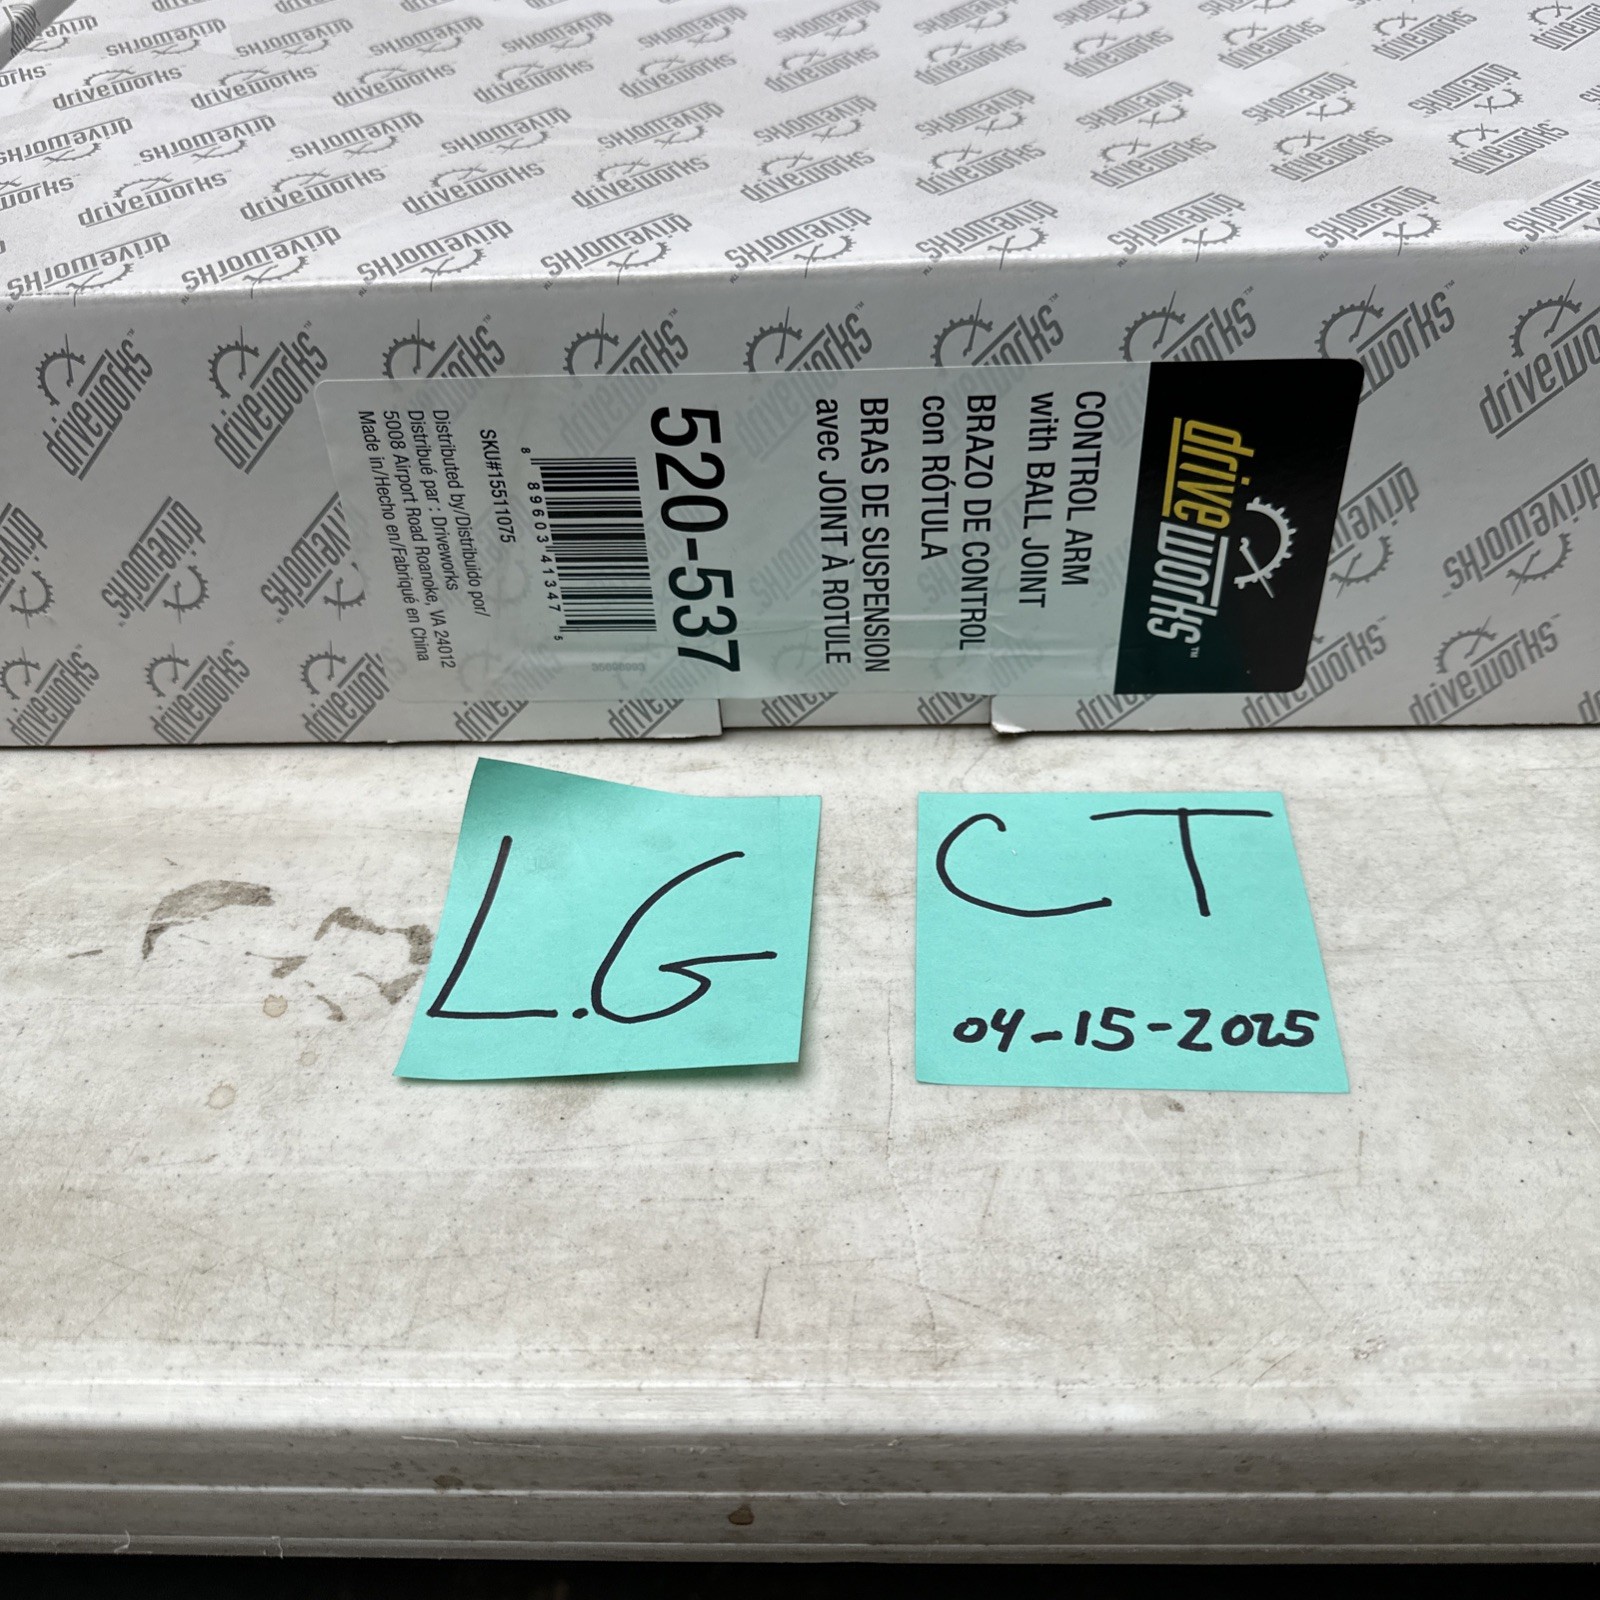 driveworks™
CONTROL ARM
with BALL JOINT
BRAZO DE CONTROL
con RÓTULA
BRAS DE SUSPENSION
avec JOINT À ROTULE
520-537
8 89603 41347 5
SKU#15511075
Distributed by/Distribuido por/
Distribué par : Driveworks
5008 Airport Road Roanoke, VA 24012
Made in/Hecho en/Fabriqué en China
L.G
CT
04-15-2025